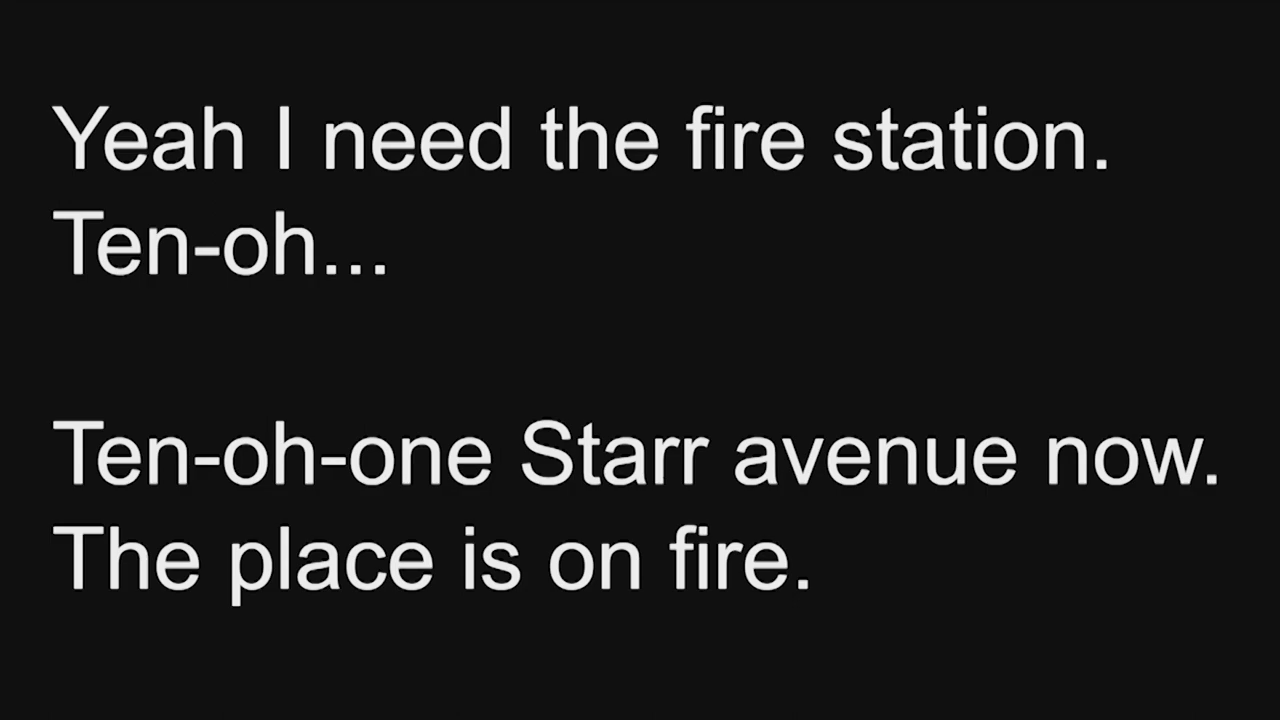 Yeah I need the fire station.
Ten-oh...
Ten-oh-one Starr avenue now.
The place is on fire.